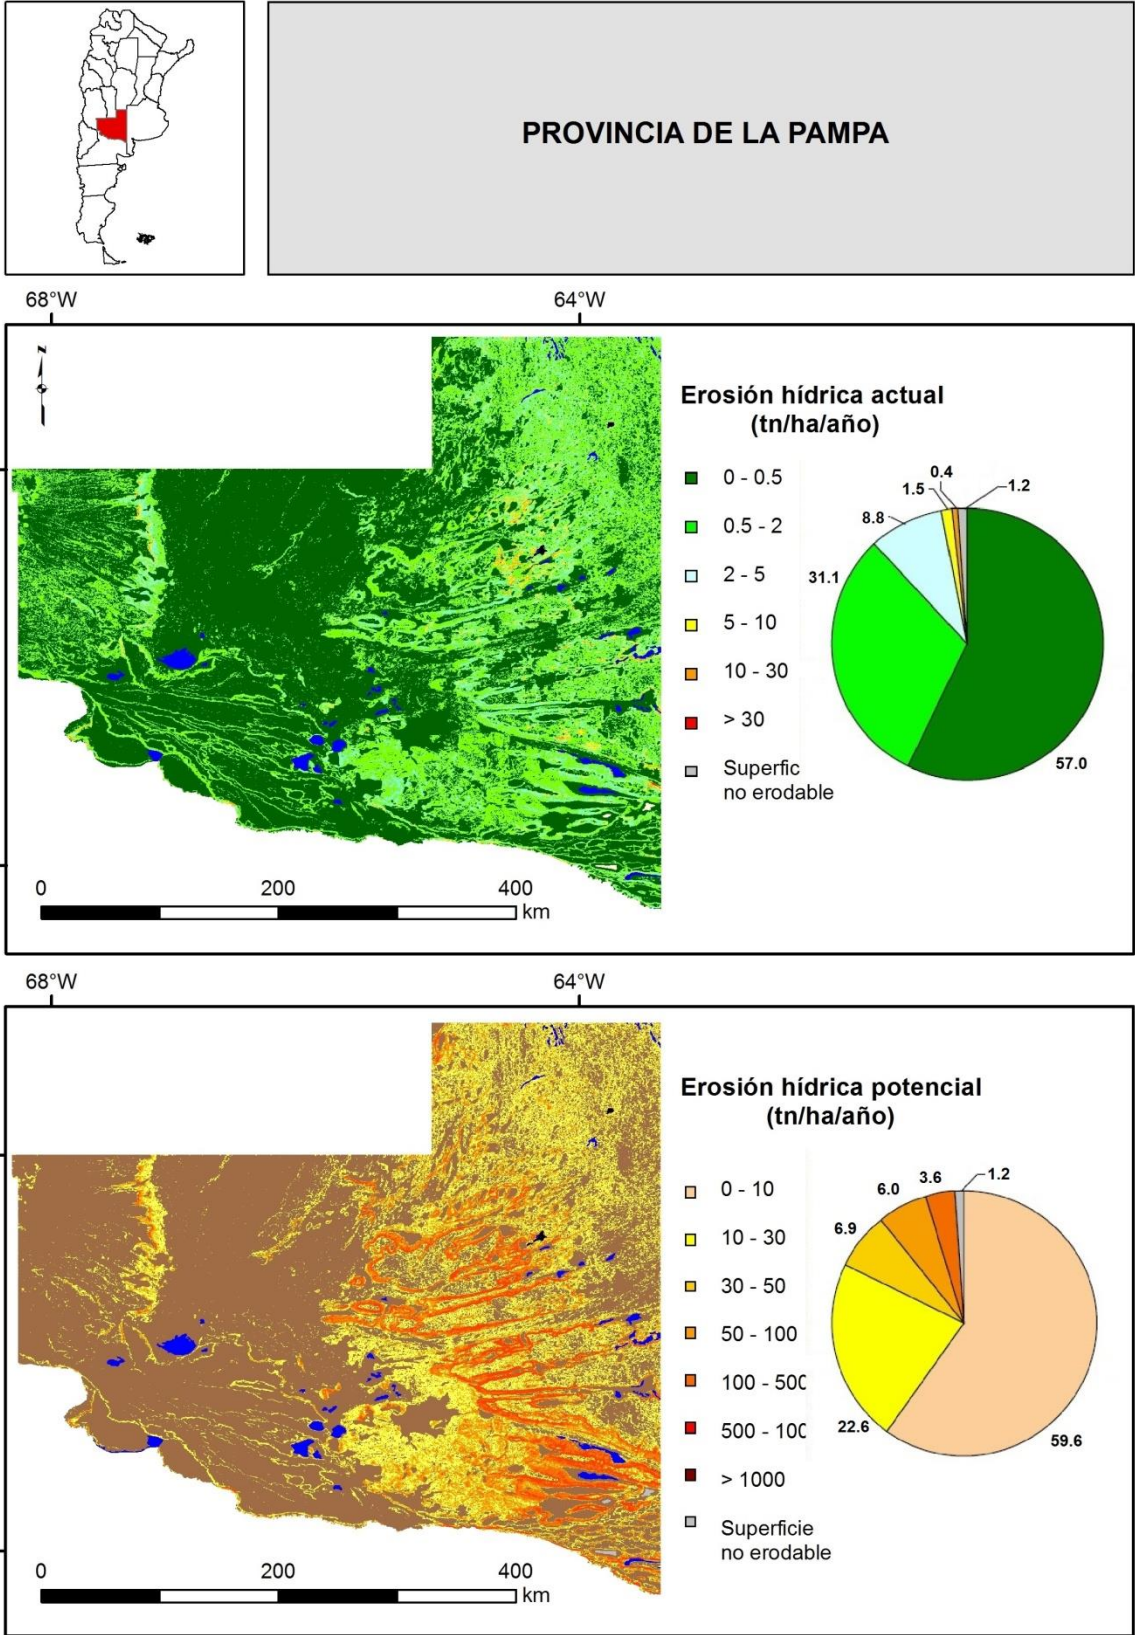 PROVINCIA DE LA PAMPA
68°W
64°W
N
Erosión hídrica actual
(tn/ha/año)
0 - 0.5
0.5 - 2
2 - 5
5 - 10
10 - 30
> 30
Superfic
no erodable
0.4
1.5
1.2
8.8
31.1
57.0
0
200
400
km
68°W
64°W
Erosión hídrica potencial
(tn/ha/año)
0 - 10
10 - 30
30 - 50
50 - 100
100 - 500
500 - 100
> 1000
Superficie
no erodable
3.6
1.2
6.0
6.9
22.6
59.6
0
200
400
km